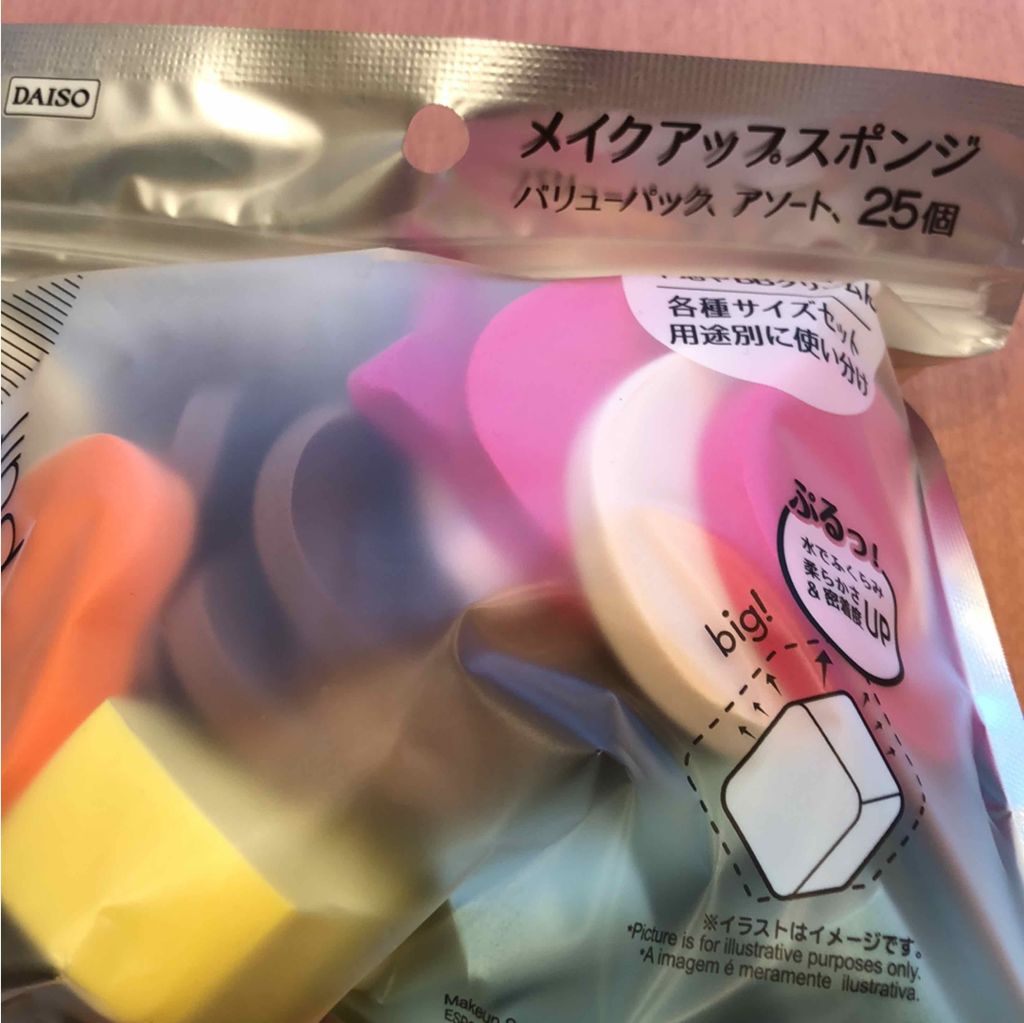 DAISO
メイクアップスポンジ
バリューパック、アソート、25個
各種サイズセット
用途別に使い分け
ぷるっ!
水でふくらみ
柔らかさ
& 密着度 UP
big!
※イラストはイメージです。
*Picture is for illustrative purposes only.
*A imagem é meramente ilustrativa.
Makeup